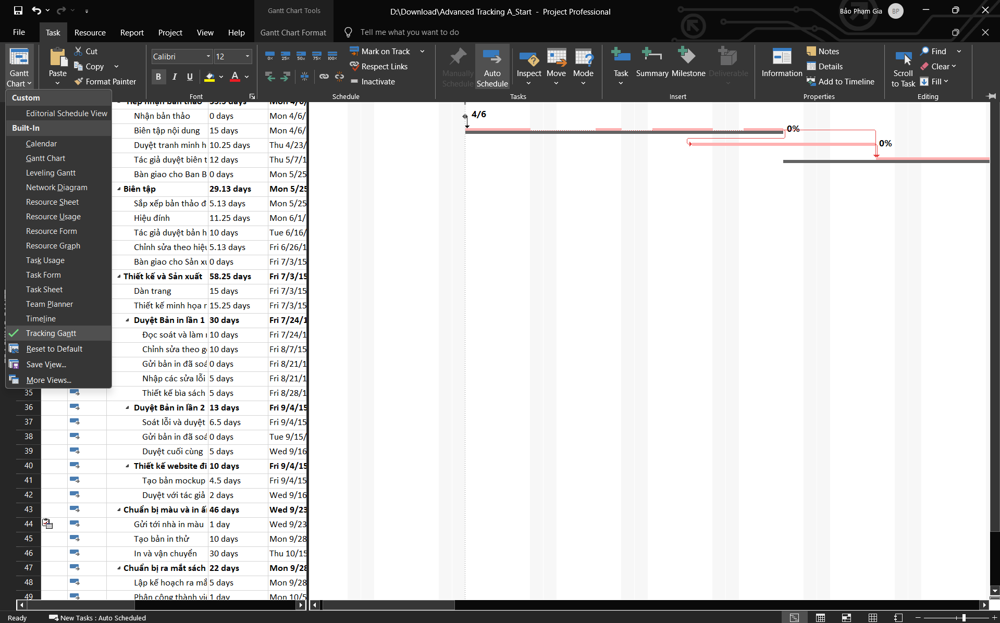 Gantt Chart Tools
D:\Download\Advanced Tracking A_Start - Project Professional
Bảo Phạm Gia
BP
File
Task
Resource
Report
Project
View
Help
Gantt Chart Format
Tell me what you want to do
Gantt Chart
Paste
Cut
Copy
Format Painter
Calibri
12
B I U
A
Font
0% 25% 50% 75% 100%
Mark on Track
Respect Links
Inactivate
Schedule
Manually Schedule
Auto Schedule
Inspect
Move
Mode
Tasks
Task
Summary
Milestone
Deliverable
Insert
Information
Notes
Details
Add to Timeline
Properties
Scroll to Task
Find
Clear
Fill
Editing
Custom
Editorial Schedule View
Built-In
Calendar
Gantt Chart
Leveling Gantt
Network Diagram
Resource Sheet
Resource Usage
Resource Form
Resource Graph
Task Usage
Task Form
Task Sheet
Team Planner
Timeline
Tracking Gantt
Reset to Default
Save View...
More Views...
Tiếp nhận bản thảo 35.5 days Mon 4/6/
Nhận bản thảo 0 days Mon 4/6/
Biên tập nội dung 15 days Mon 4/6/
Duyệt tranh minh h 10.25 days Thu 4/23/
Tác giả duyệt biên t 12 days Thu 5/7/1
Bàn giao cho Ban B 0 days Mon 5/25
Biên tập 29.13 days Mon 5/25
Sắp xếp bản thảo đ 5.13 days Mon 5/25
Hiệu đính 11.25 days Mon 6/1/
Tác giả duyệt bản h 10 days Tue 6/16/
Chỉnh sửa theo hiệu 5.13 days Fri 6/26/1
Bàn giao cho Sản xu 0 days Fri 7/3/15
Thiết kế và Sản xuất 58.25 days Fri 7/3/15
Dàn trang 15 days Fri 7/3/15
Thiết kế minh họa r 15.25 days Fri 7/3/15
Duyệt Bản in lần 1 30 days Fri 7/24/1
Đọc soát và làm 10 days Fri 7/24/1
Chỉnh sửa theo g 10 days Fri 8/7/15
Gửi bản in đã soá 0 days Fri 8/21/1
Nhập các sửa lỗi 5 days Fri 8/21/1
35 Thiết kế bìa sách 5 days Fri 8/28/1
36 Duyệt Bản in lần 2 13 days Fri 9/4/15
37 Soát lỗi và duyệt 6.5 days Fri 9/4/15
38 Gửi bản in đã soá 0 days Tue 9/15/
39 Duyệt cuối cùng 5 days Wed 9/16
40 Thiết kế website đi 10 days Fri 9/4/15
41 Tạo bản mockup 4.5 days Fri 9/4/15
42 Duyệt với tác giả 2 days Wed 9/16
43 Chuẩn bị màu và in ấ 46 days Wed 9/23
44 Gửi tới nhà in màu 1 day Wed 9/23
45 Tạo bản in thử 10 days Mon 9/28
46 In và vận chuyển 30 days Thu 10/15
47 Chuẩn bị ra mắt sách 22 days Mon 9/28
48 Lập kế hoạch ra mắ 5 days Mon 9/28
49 Phân công thành viê 1 day Mon 10/5
4/6
0%
0%
Ready
New Tasks : Auto Scheduled